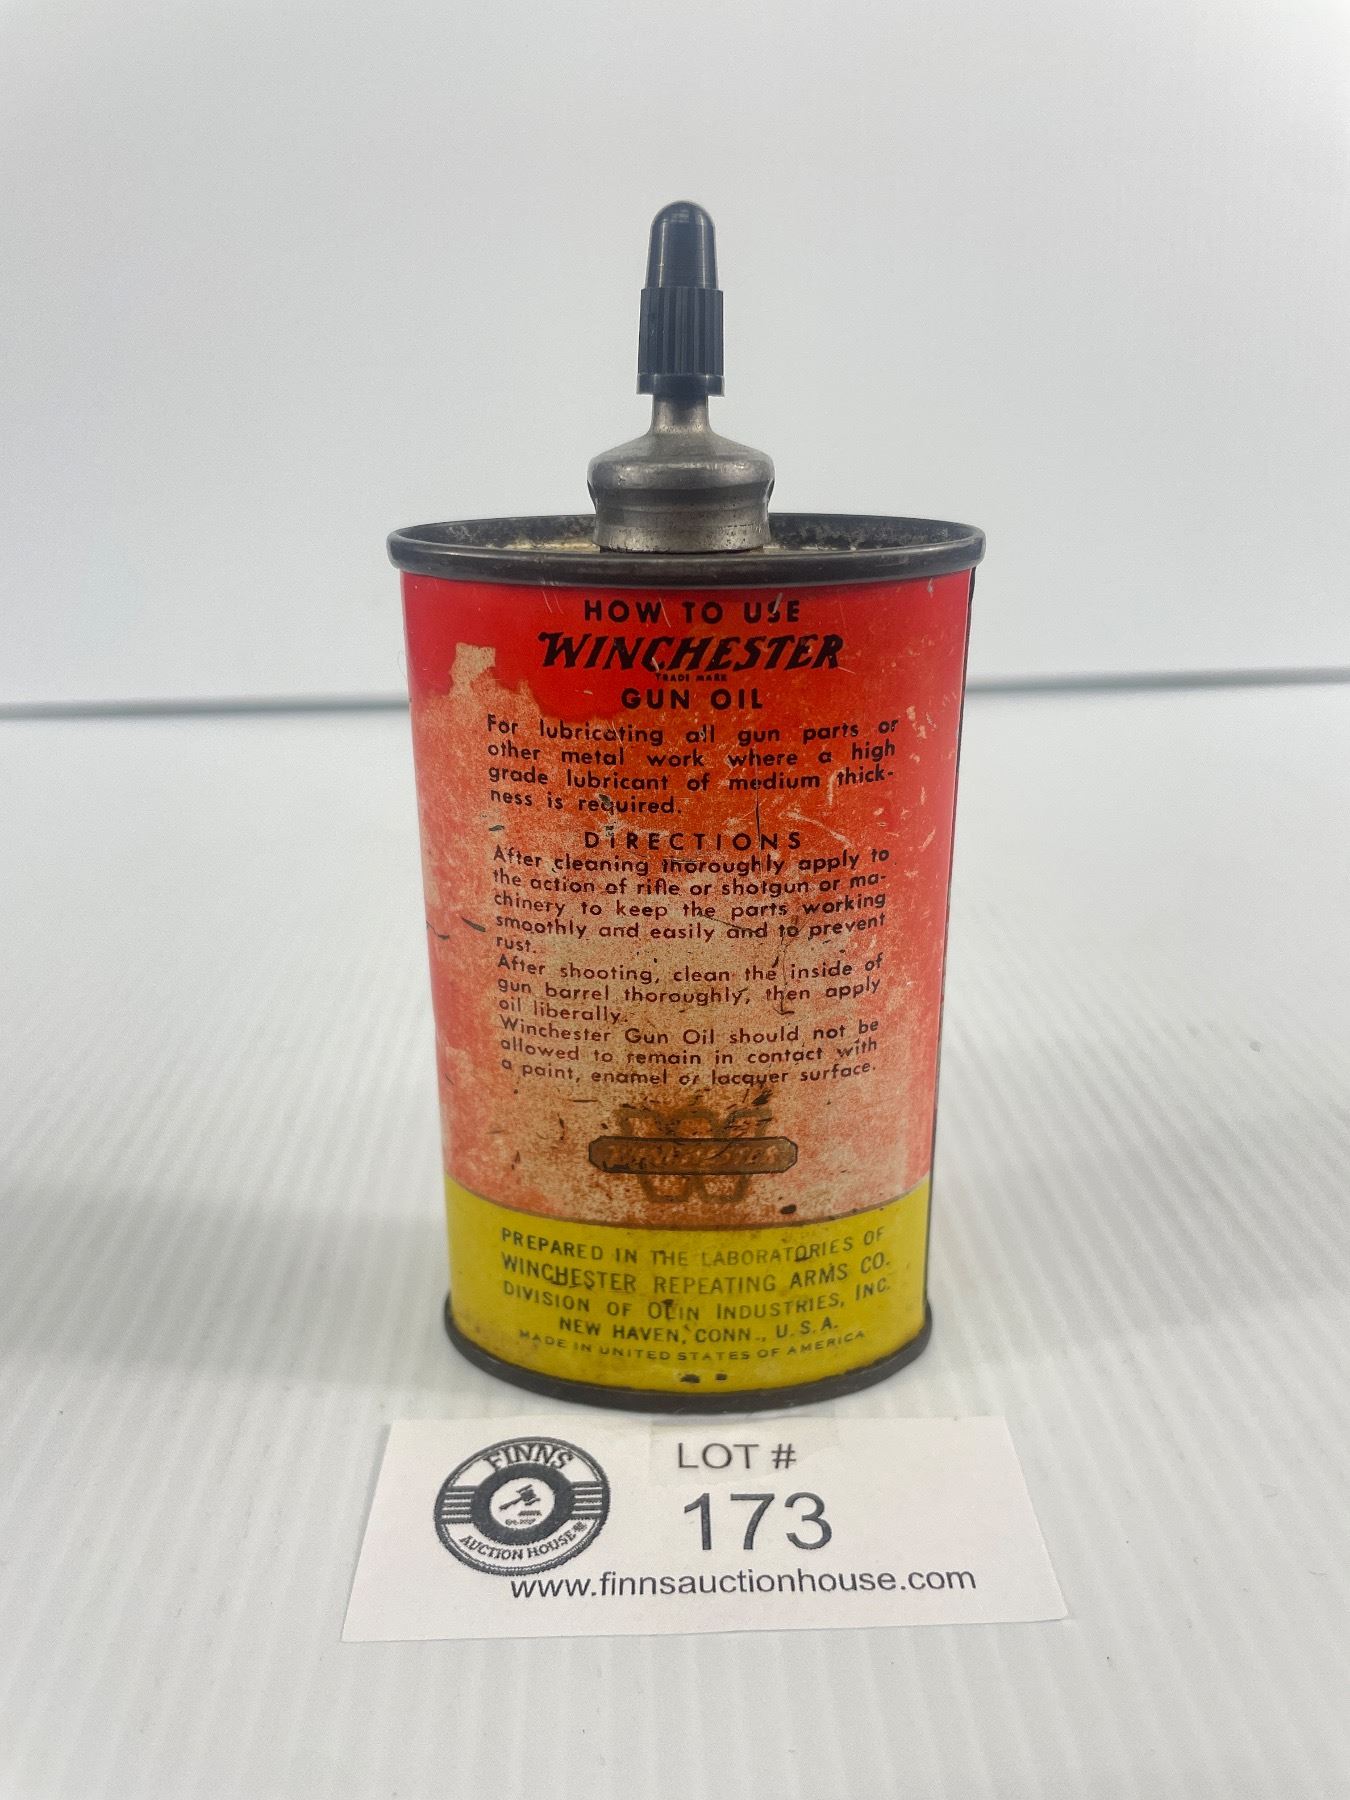 HOW TO USE
WINCHESTER
TRADE MARK
GUN OIL
For lubricating all gun parts or
other metal work where a high
grade lubricant of medium thick-
ness is required.
DIRECTIONS
After cleaning thoroughly apply to
the action of rifle or shotgun or ma-
chinery to keep the parts working
smoothly and easily and to prevent
rust.
After shooting, clean the inside of
gun barrel thoroughly, then apply
oil liberally.
Winchester Gun Oil should not be
allowed to remain in contact with
a paint, enamel or lacquer surface.
W
WINCHESTER
PREPARED IN THE LABORATORIES OF
WINCHESTER REPEATING ARMS CO.
DIVISION OF OLIN INDUSTRIES, INC.
NEW HAVEN, CONN., U.S.A.
MADE IN UNITED STATES OF AMERICA
FINNS
AUCTION HOUSE
LOT #
173
www.finnsauctionhouse.com